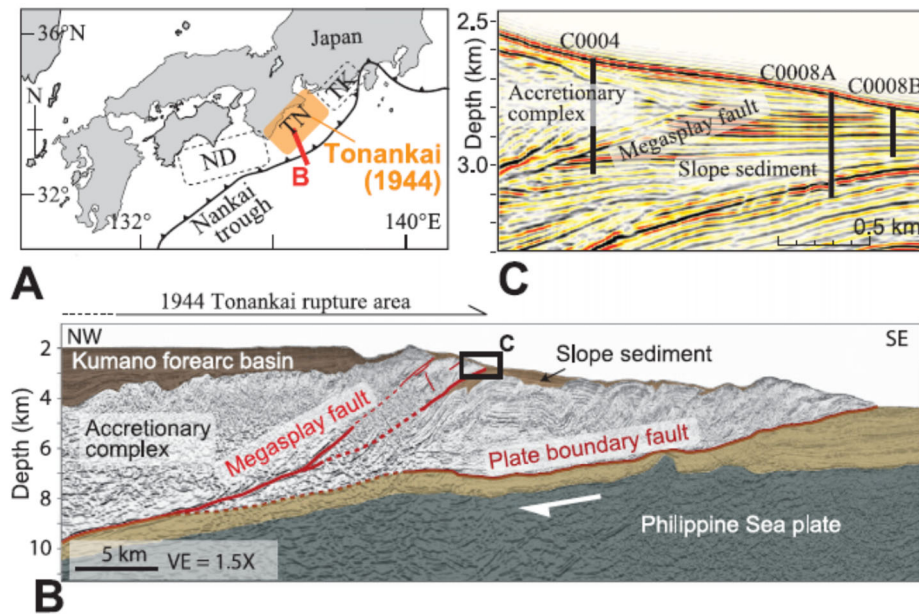 36°N
Japan
N
TK
TN
ND
Tonankai
(1944)
B
32°
132°
Nankai
trough
140°E
A
2.5
Depth (km)
3.0
C0004
C0008A
C0008B
Accretionary
complex
Megasplay fault
Slope sediment
0.5 km
C
1944 Tonankai rupture area
NW
SE
2
4
6
8
10
Depth (km)
Kumano forearc basin
C
Slope sediment
Accretionary
complex
Megasplay fault
Plate boundary fault
Philippine Sea plate
5 km
VE = 1.5X
B